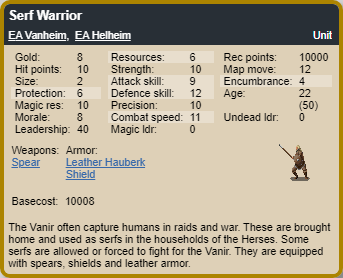 Serf Warrior
EA Vanheim, EA Helheim Unit
Gold: 8 Resources: 6 Rec points: 10000
Hit points: 10 Strength: 10 Map move: 12
Size: 2 Attack skill: 9 Encumbrance: 4
Protection: 6 Defence skill: 12 Age: 22
Magic res: 10 Precision: 10 (50)
Morale: 8 Combat speed: 11 Undead ldr: 0
Leadership: 40 Magic ldr: 0
Weapons: Armor:
Spear Leather Hauberk
Shield
Basecost: 10008
The Vanir often capture humans in raids and war. These are brought
home and used as serfs in the households of the Herses. Some
serfs are allowed or forced to fight for the Vanir. They are equipped
with spears, shields and leather armor.